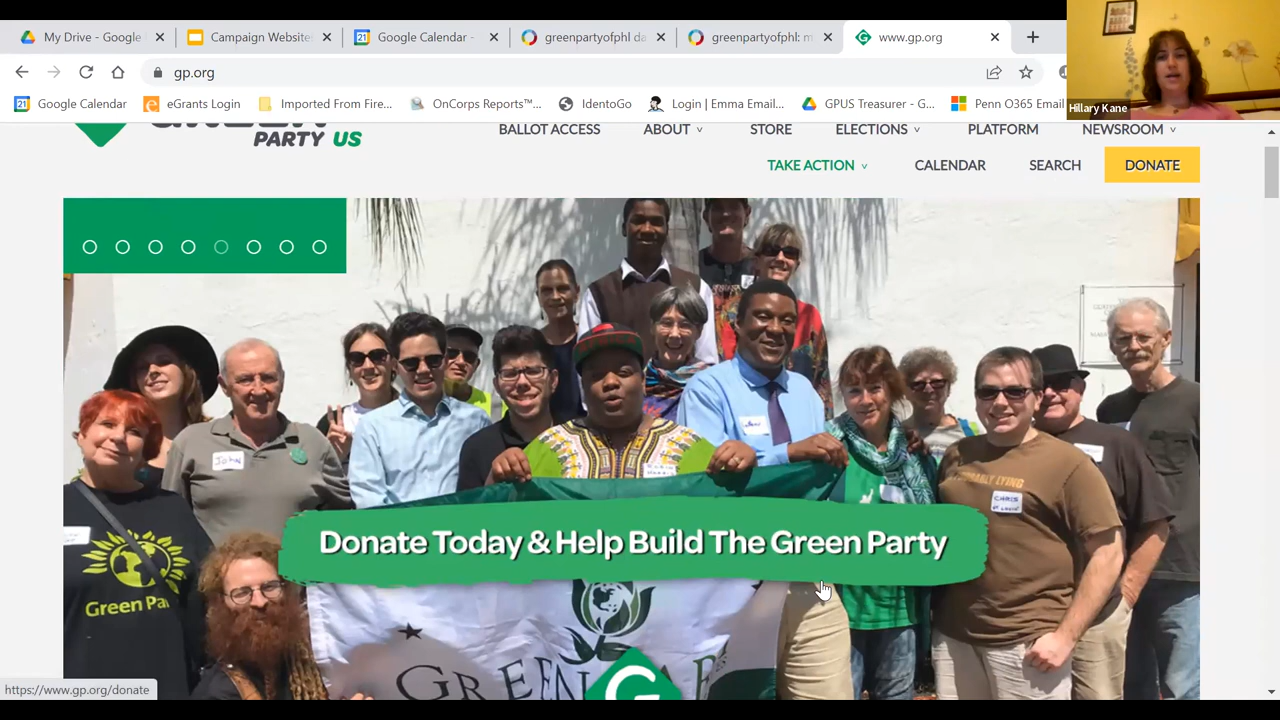 My Drive - Google
Campaign Website
Google Calendar -
greenpartyofphl da
greenpartyofphl: m
www.gp.org
gp.org
Google Calendar
eGrants Login
Imported From Fire...
OnCorps Reports™...
IdentoGo
Login | Emma Email...
GPUS Treasurer - G...
Penn O365 Email
Hillary Kane
PARTY US
BALLOT ACCESS
ABOUT
STORE
ELECTIONS
PLATFORM
NEWSROOM
TAKE ACTION
CALENDAR
SEARCH
DONATE
JOHN
CHRIS
Green Pa
Donate Today & Help Build The Green Party
GREEN PAR
G
https://www.gp.org/donate